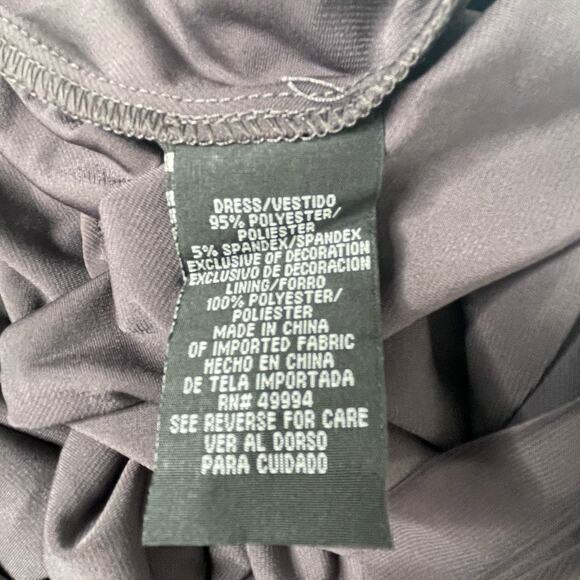 DRESS/VESTIDO
95% POLYESTER/
POLIESTER
5% SPANDEX/SPANDEX
EXCLUSIVE OF DECORATION
EXCLUSIVO DE DECORACION
LINING/FORRO
100% POLYESTER/
POLIESTER
MADE IN CHINA
OF IMPORTED FABRIC
HECHO EN CHINA
DE TELA IMPORTADA
RN# 49994
SEE REVERSE FOR CARE
VER AL DORSO
PARA CUIDADO